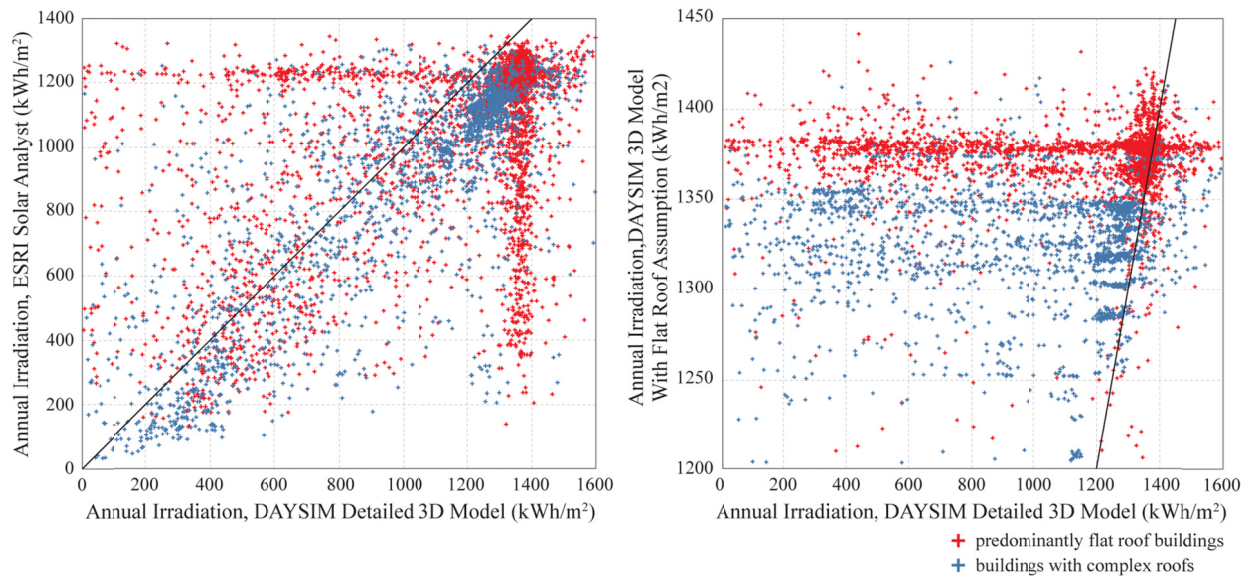 1400
1200
1000
800
600
400
200
0
Annual Irradiation, ESRI Solar Analyst (kWh/m²)
0 200 400 600 800 1000 1200 1400 1600
Annual Irradiation, DAYSIM Detailed 3D Model (kWh/m²)
1450
1400
1350
1300
1250
1200
Annual Irradiation,DAYSIM 3D Model
With Flat Roof Assumption (kWh/m2)
0 200 400 600 800 1000 1200 1400 1600
Annual Irradiation, DAYSIM Detailed 3D Model (kWh/m²)
predominantly flat roof buildings
buildings with complex roofs